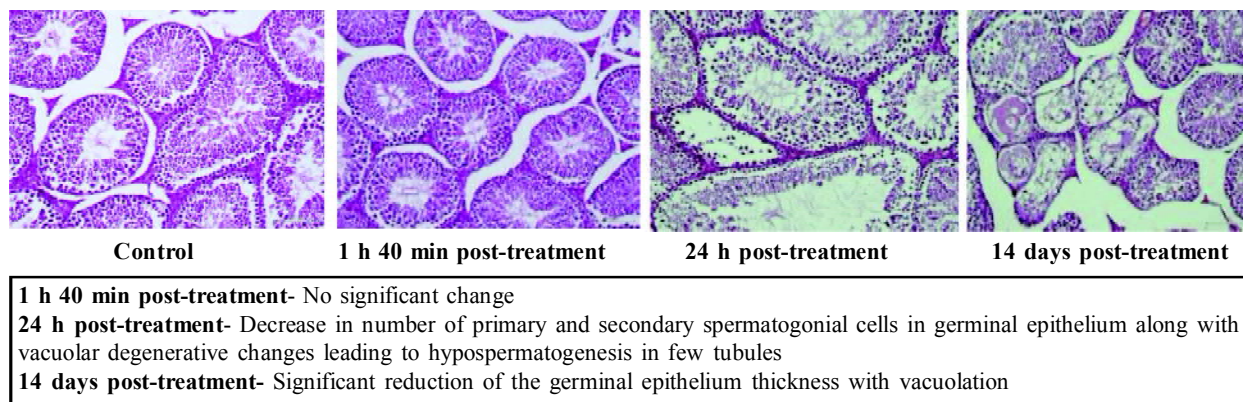 Control
1 h 40 min post-treatment
24 h post-treatment
14 days post-treatment
1 h 40 min post-treatment- No significant change
24 h post-treatment- Decrease in number of primary and secondary spermatogonial cells in germinal epithelium along with
vacuolar degenerative changes leading to hypospermatogenesis in few tubules
14 days post-treatment- Significant reduction of the germinal epithelium thickness with vacuolation